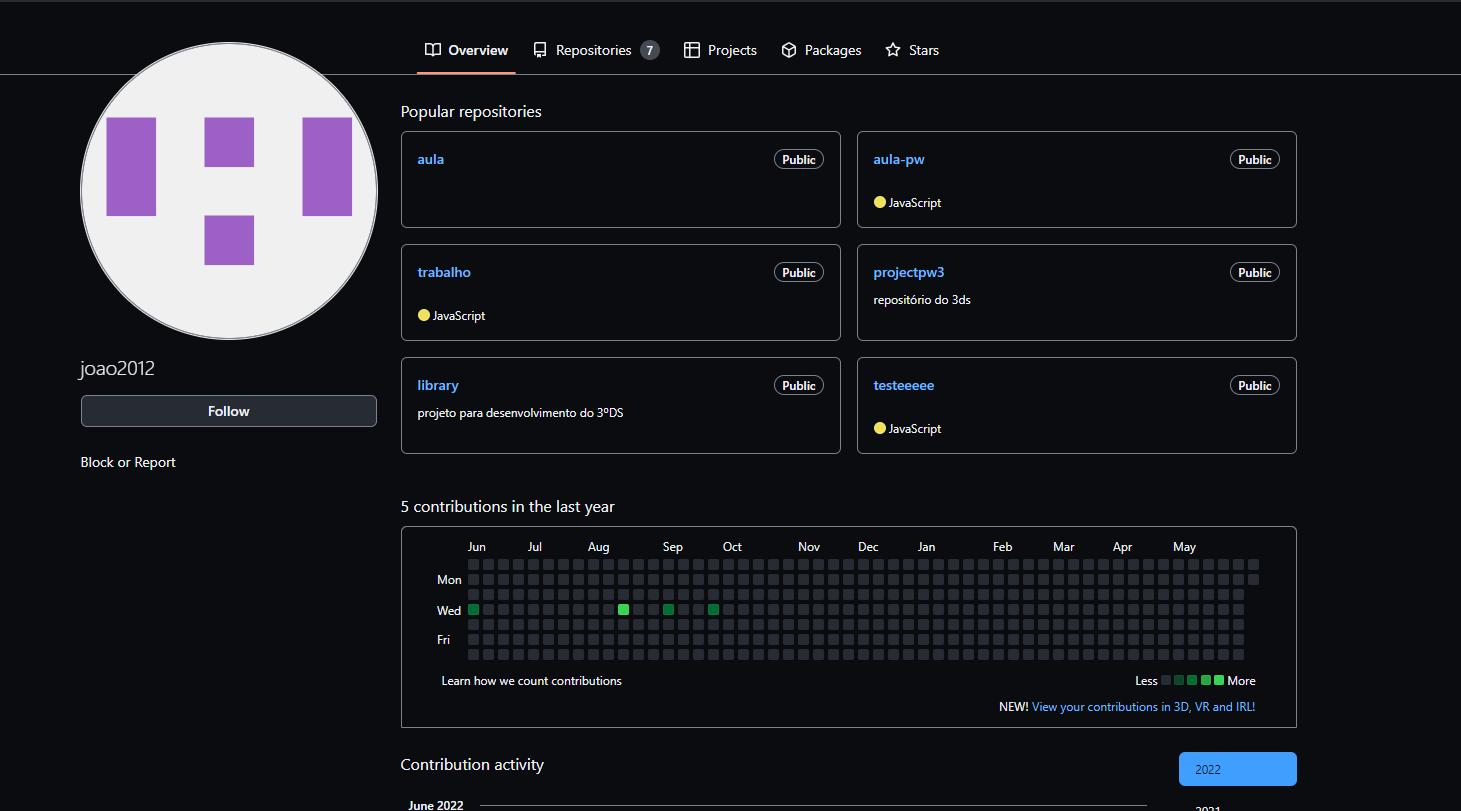 Overview Repositories 7 Projects Packages Stars
joao2012
Follow
Block or Report
Popular repositories
aula Public
aula-pw Public
JavaScript
trabalho Public
JavaScript
projectpw3 Public
repositório do 3ds
library Public
projeto para desenvolvimento do 3ºDS
testeeeee Public
JavaScript
5 contributions in the last year
Jun Jul Aug Sep Oct Nov Dec Jan Feb Mar Apr May
Mon
Wed
Fri
Learn how we count contributions
Less More
NEW! View your contributions in 3D, VR and IRL!
Contribution activity
2022
June 2022
2021